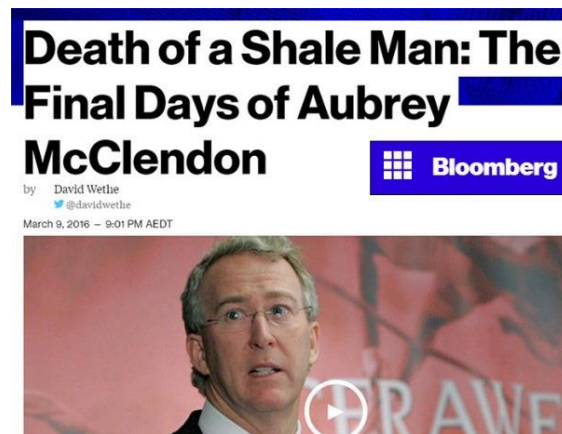 Death of a Shale Man: The
Final Days of Aubrey
McClendon
Bloomberg
by David Wethe
@davidwethe
March 9, 2016 – 9:01 PM AEDT
ERAWE